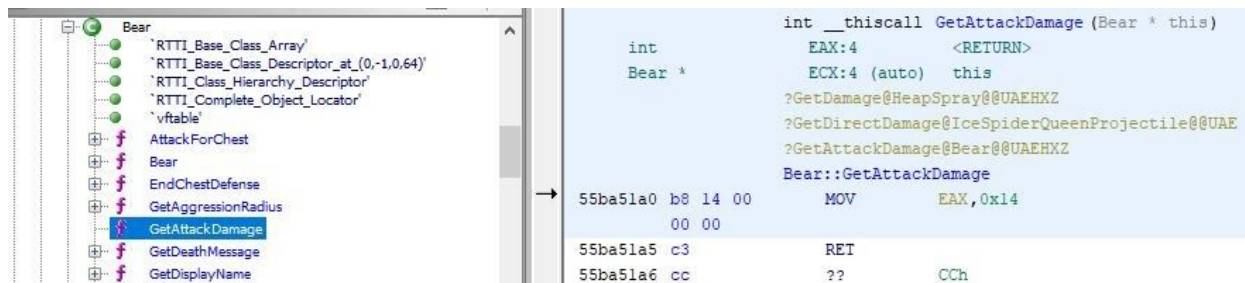 Bear
`RTTI_Base_Class_Array'
`RTTI_Base_Class_Descriptor_at_(0,-1,0,64)'
`RTTI_Class_Hierarchy_Descriptor'
`RTTI_Complete_Object_Locator'
`vftable'
f AttackForChest
f Bear
f EndChestDefense
f GetAggressionRadius
f GetAttackDamage
f GetDeathMessage
f GetDisplayName
int __thiscall GetAttackDamage (Bear * this)
int EAX:4 <RETURN>
Bear * ECX:4 (auto) this
?GetDamage@HeapSpray@@UAEHXZ
?GetDirectDamage@IceSpiderQueenProjectile@@UAE
?GetAttackDamage@Bear@@UAEHXZ
Bear::GetAttackDamage
55ba51a0 b8 14 00 MOV EAX,0x14
00 00
55ba51a5 c3 RET
55ba51a6 cc ?? CCh